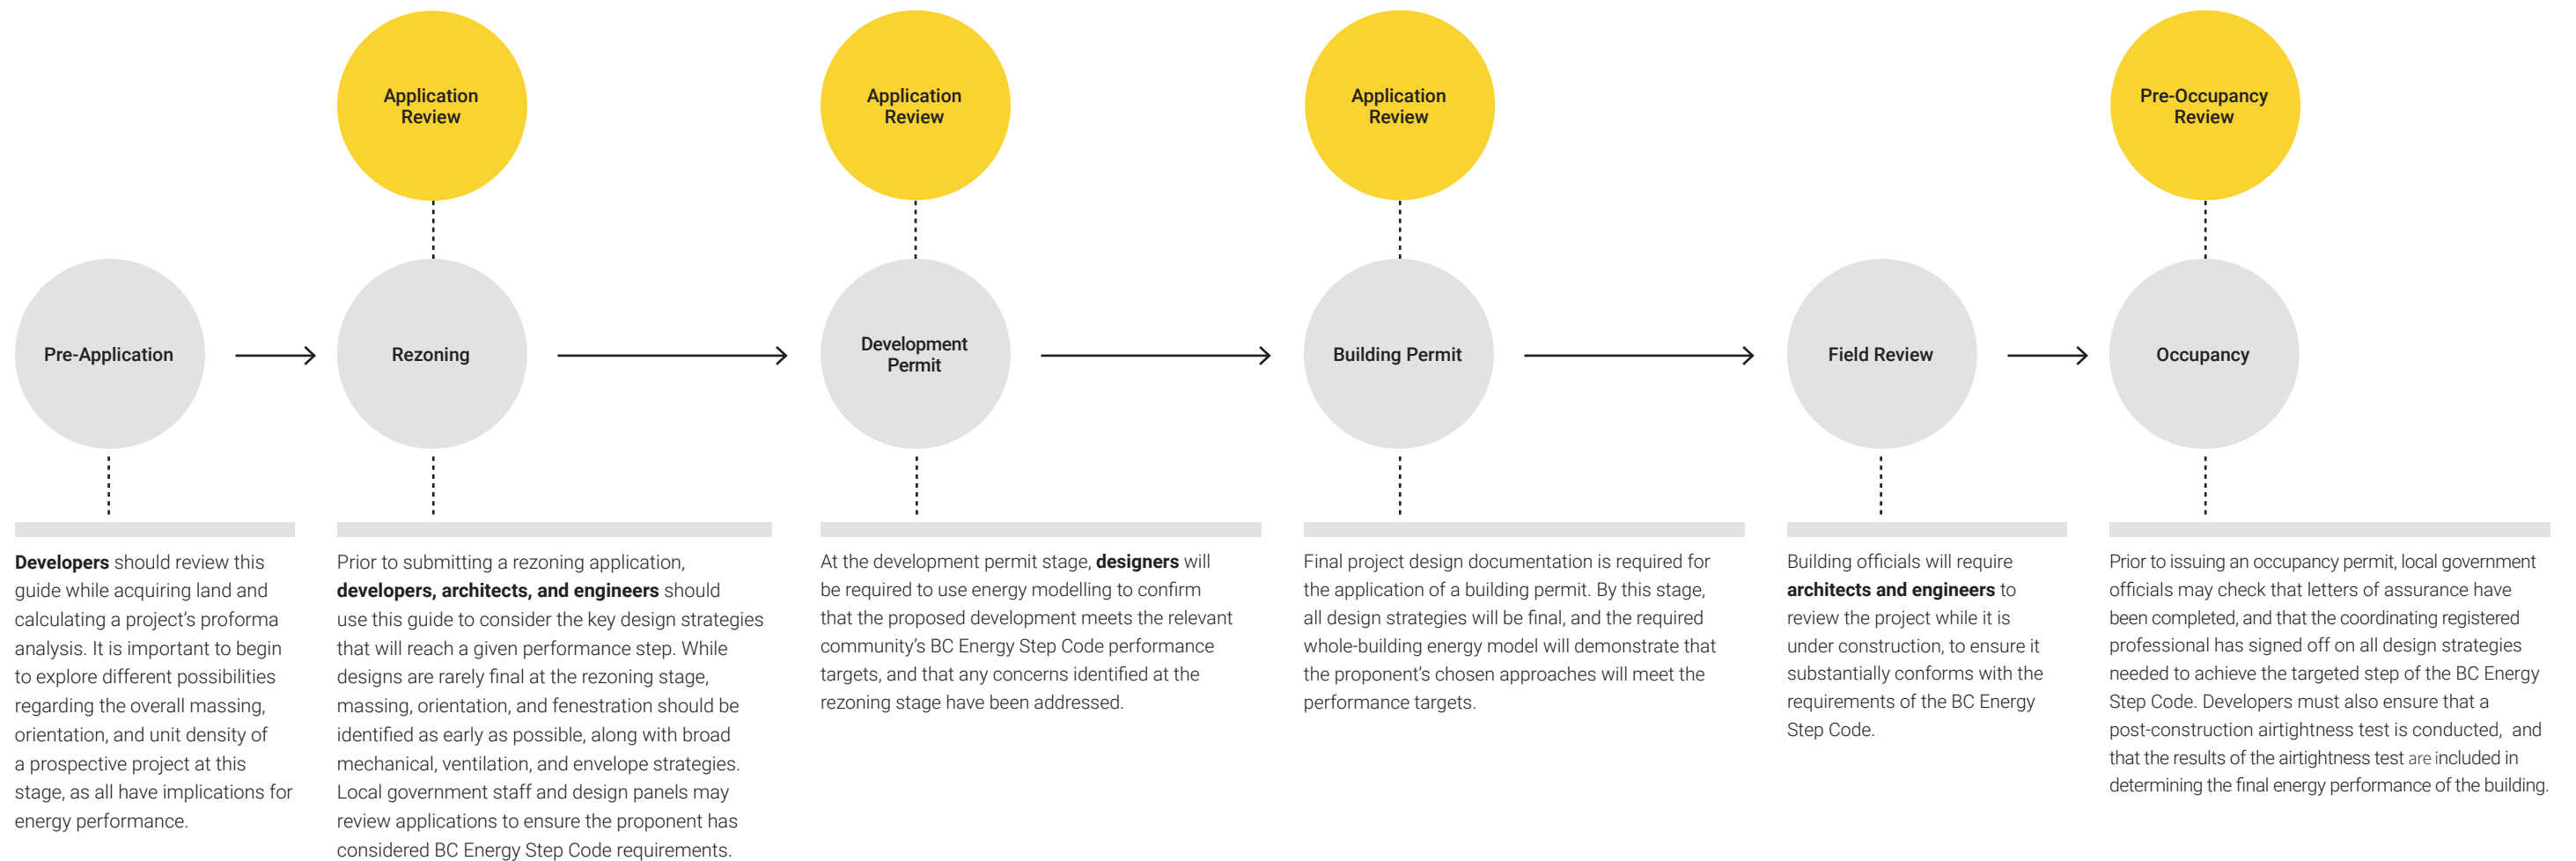 Application
Review
Application
Review
Application
Review
Pre-Occupancy
Review
Pre-Application
Rezoning
Development
Permit
Building Permit
Field Review
Occupancy
Developers should review this
guide while acquiring land and
calculating a project’s proforma
analysis. It is important to begin
to explore different possibilities
regarding the overall massing,
orientation, and unit density of
a prospective project at this
stage, as all have implications for
energy performance.
Prior to submitting a rezoning application,
developers, architects, and engineers should
use this guide to consider the key design strategies
that will reach a given performance step. While
designs are rarely final at the rezoning stage,
massing, orientation, and fenestration should be
identified as early as possible, along with broad
mechanical, ventilation, and envelope strategies.
Local government staff and design panels may
review applications to ensure the proponent has
considered BC Energy Step Code requirements.
At the development permit stage, designers will
be required to use energy modelling to confirm
that the proposed development meets the relevant
community’s BC Energy Step Code performance
targets, and that any concerns identified at the
rezoning stage have been addressed.
Final project design documentation is required for
the application of a building permit. By this stage,
all design strategies will be final, and the required
whole-building energy model will demonstrate that
the proponent’s chosen approaches will meet the
performance targets.
Building officials will require
architects and engineers to
review the project while it is
under construction, to ensure it
substantially conforms with the
requirements of the BC Energy
Step Code.
Prior to issuing an occupancy permit, local government
officials may check that letters of assurance have
been completed, and that the coordinating registered
professional has signed off on all design strategies
needed to achieve the targeted step of the BC Energy
Step Code. Developers must also ensure that a
post-construction airtightness test is conducted, and
that the results of the airtightness test are included in
determining the final energy performance of the building.